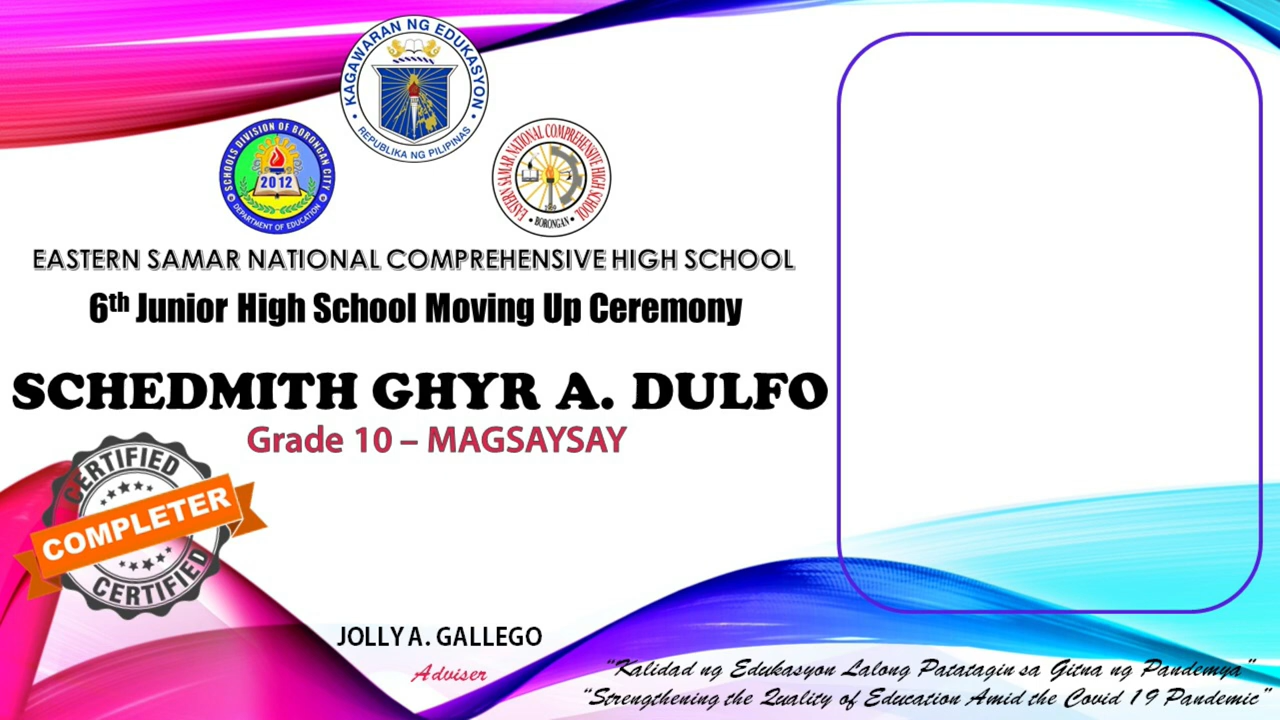 KAGAWARAN NG EDUKASYON
REPUBLIKA NG PILIPINAS
SCHOOLS DIVISION OF BORONGAN CITY
2012
DEPARTMENT OF EDUCATION
EASTERN SAMAR NATIONAL COMPREHENSIVE HIGH SCHOOL
BORONGAN
EASTERN SAMAR NATIONAL COMPREHENSIVE HIGH SCHOOL
6th Junior High School Moving Up Ceremony
SCHEDMITH GHYR A. DULFO
Grade 10 – MAGSAYSAY
CERTIFIED
COMPLETER
CERTIFIED
JOLLY A. GALLEGO
Adviser
"Kalidad ng Edukasyon Lalong Patatagin sa Gitna ng Pandemya"
"Strengthening the Quality of Education Amid the Covid 19 Pandemic"